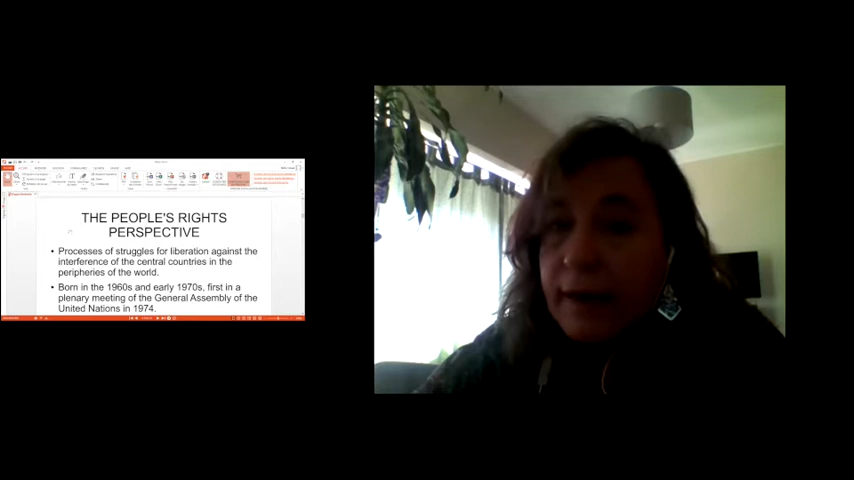 THE PEOPLE'S RIGHTS
PERSPECTIVE
• Processes of struggles for liberation against the
interference of the central countries in the
peripheries of the world.
• Born in the 1960s and early 1970s, first in a
plenary meeting of the General Assembly of the
United Nations in 1974.